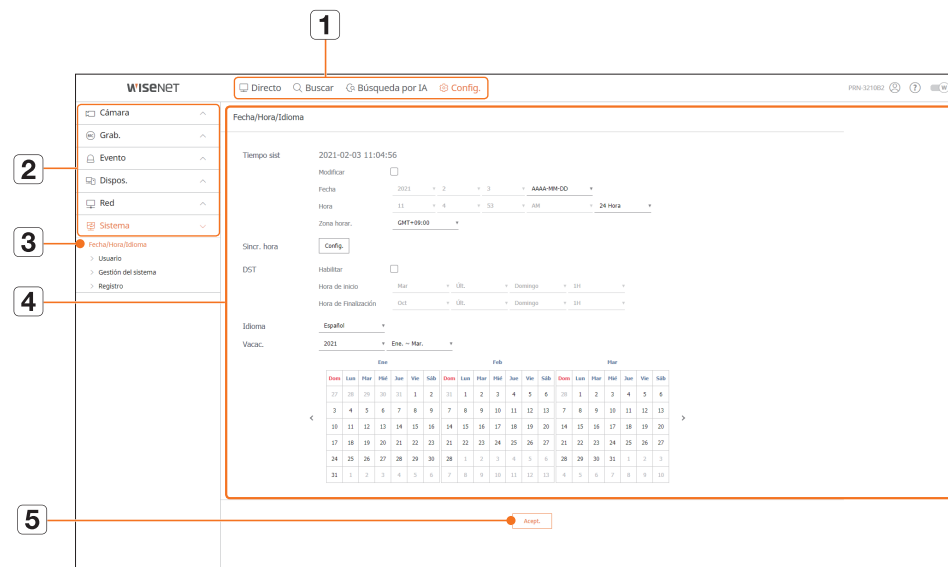 1
WISENET
Directo Buscar Búsqueda por IA Config.
PRN-3210B2 ? W
2
Cámara
Grab.
Evento
Dispos.
Red
Sistema
3
Fecha/Hora/Idioma
> Usuario
> Gestión del sistema
> Registro
4
Fecha/Hora/Idioma
Tiempo sist 2021-02-03 11:04:56
Modificar
Fecha 2021 2 3 AAAA-MM-DD
Hora 11 4 53 AM 24 Hora
Zona horar. GMT+09:00
Sincr. hora Config.
DST Habilitar
Hora de inicio Mar Últ. Domingo 1H
Hora de Finalización Oct Últ. Domingo 1H
Idioma Español
Vacac. 2021 Ene. ~ Mar.
Ene Feb Mar
Dom Lun Mar Mié Jue Vie Sáb Dom Lun Mar Mié Jue Vie Sáb Dom Lun Mar Mié Jue Vie Sáb
27 28 29 30 31 1 2 31 1 2 3 4 5 6 28 1 2 3 4 5 6
3 4 5 6 7 8 9 7 8 9 10 11 12 13 7 8 9 10 11 12 13
< 10 11 12 13 14 15 16 14 15 16 17 18 19 20 14 15 16 17 18 19 20 >
17 18 19 20 21 22 23 21 22 23 24 25 26 27 21 22 23 24 25 26 27
24 25 26 27 28 29 30 28 1 2 3 4 5 6 28 29 30 31 1 2 3
31 1 2 3 4 5 6 7 8 9 10 11 12 13 4 5 6 7 8 9 10
5
Acept.